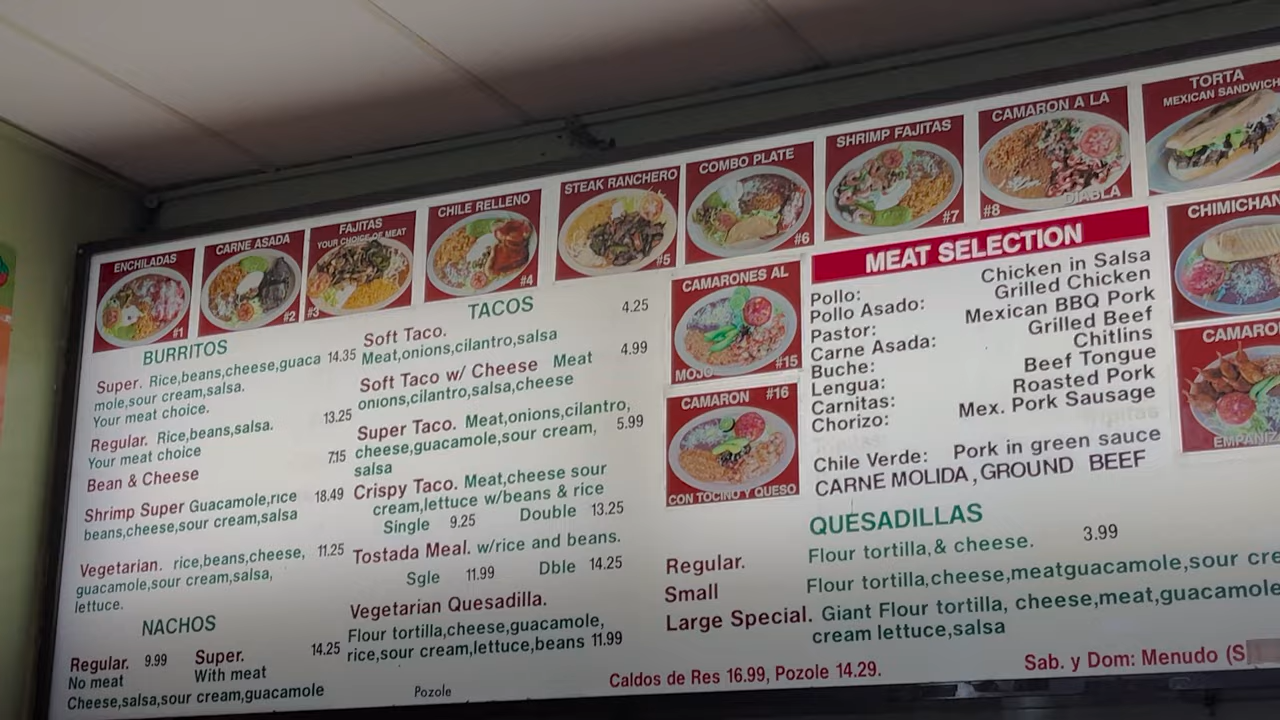 ENCHILADAS
#1
CARNE ASADA
#2
FAJITAS
YOUR CHOICE OF MEAT
#3
CHILE RELLENO
#4
STEAK RANCHERO
#5
COMBO PLATE
#6
SHRIMP FAJITAS
#7
CAMARON A LA
DIABLA
#8
TORTA
MEXICAN SANDWICH
BURRITOS
Super. Rice,beans,cheese,guaca 14.35
mole,sour cream,salsa.
Your meat choice.
Regular. Rice,beans,salsa. 13.25
Your meat choice
Bean & Cheese 7.15
Shrimp Super Guacamole,rice 18.49
beans,cheese,sour cream,salsa
Vegetarian. rice,beans,cheese, 11.25
guacamole,sour cream,salsa,
lettuce.
NACHOS
Regular. 9.99 Super. 14.25
No meat With meat
Cheese,salsa,sour cream,guacamole
TACOS
Soft Taco. 4.25
Meat,onions,cilantro,salsa
Soft Taco w/ Cheese Meat 4.99
onions,cilantro,salsa,cheese
Super Taco. Meat,onions,cilantro,
cheese,guacamole,sour cream, 5.99
salsa
Crispy Taco. Meat,cheese sour
cream,lettuce w/beans & rice
Single 9.25 Double 13.25
Tostada Meal. w/rice and beans.
Sgle 11.99 Dble 14.25
Vegetarian Quesadilla.
Flour tortilla,cheese,guacamole,
rice,sour cream,lettuce,beans 11.99
Pozole
CAMARONES AL
MOJO #15
CAMARON #16
CON TOCINO Y QUESO
MEAT SELECTION
Pollo: Chicken in Salsa
Pollo Asado: Grilled Chicken
Pastor: Mexican BBQ Pork
Carne Asada: Grilled Beef
Buche: Chitlins
Lengua: Beef Tongue
Carnitas: Roasted Pork
Chorizo: Mex. Pork Sausage
Chile Verde: Pork in green sauce
CARNE MOLIDA, GROUND BEEF
CHIMICHAN
CAMARO
EMPANIZ
QUESADILLAS
Regular. Flour tortilla,& cheese. 3.99
Small Flour tortilla,cheese,meatguacamole,sour cre
Large Special. Giant Flour tortilla, cheese,meat,guacamole
cream lettuce,salsa
Caldos de Res 16.99, Pozole 14.29.
Sab. y Dom: Menudo (S